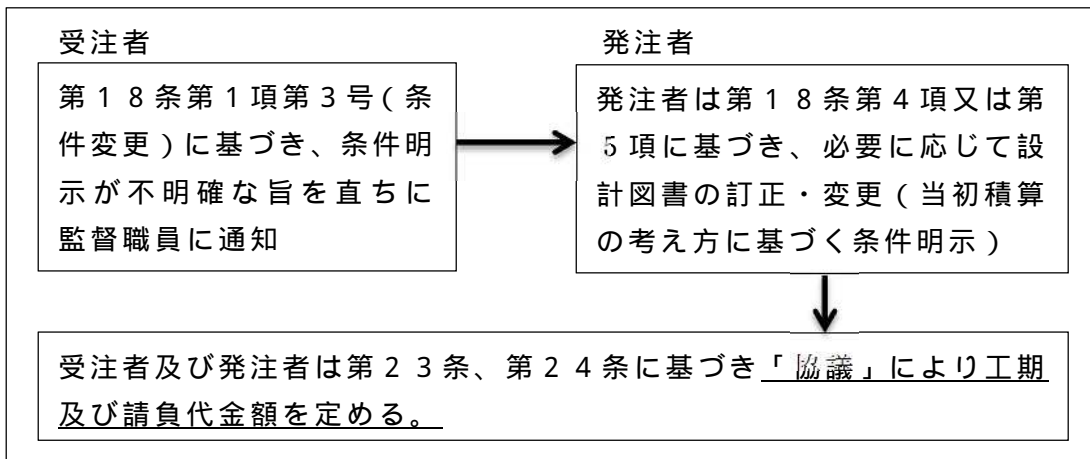 受注者
第１８条第１項第３号（条
件変更）に基づき、条件明
示が不明確な旨を直ちに
監督職員に通知
発注者
発注者は第１８条第４項又は第
５項に基づき、必要に応じて設
計図書の訂正・変更（当初積算
の考え方に基づく条件明示）
受注者及び発注者は第２３条、第２４条に基づき「協議」により工期
及び請負代金額を定める。